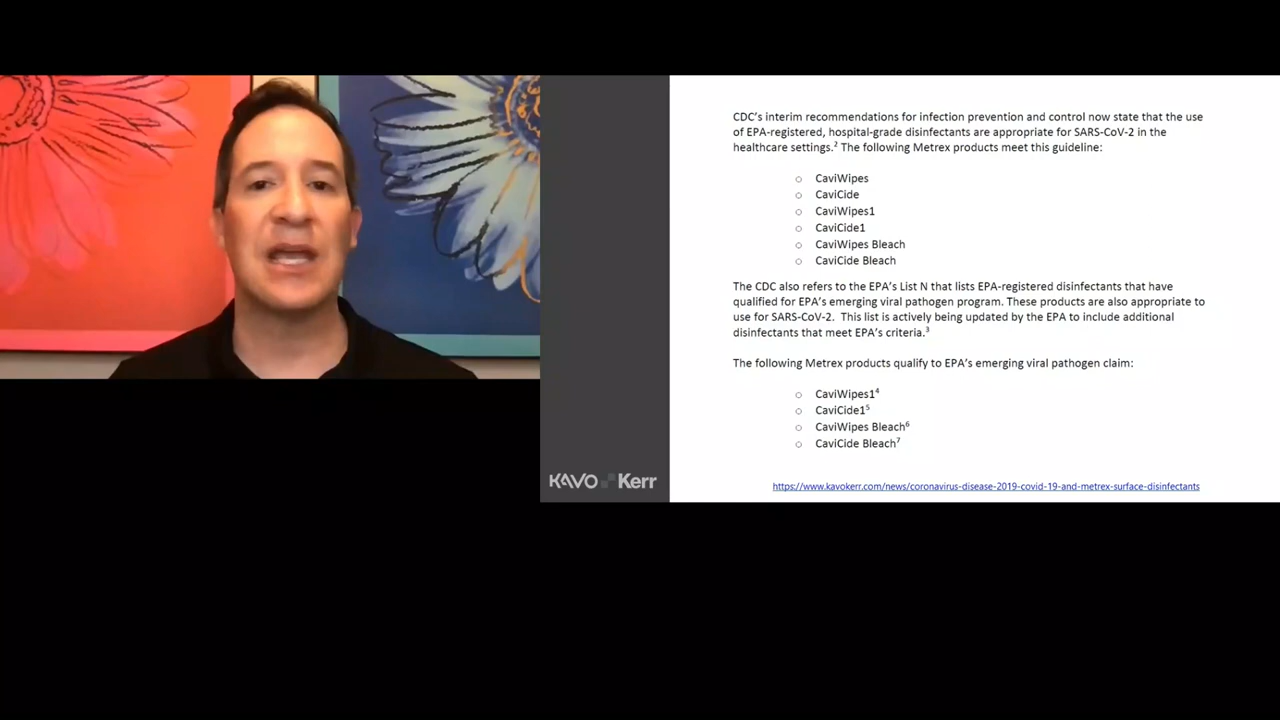 CDC's interim recommendations for infection prevention and control now state that the use
of EPA-registered, hospital-grade disinfectants are appropriate for SARS-CoV-2 in the
healthcare settings.² The following Metrex products meet this guideline:
○ CaviWipes
○ CaviCide
○ CaviWipes1
○ CaviCide1
○ CaviWipes Bleach
○ CaviCide Bleach
The CDC also refers to the EPA's List N that lists EPA-registered disinfectants that have
qualified for EPA's emerging viral pathogen program. These products are also appropriate to
use for SARS-CoV-2. This list is actively being updated by the EPA to include additional
disinfectants that meet EPA's criteria.³
The following Metrex products qualify to EPA's emerging viral pathogen claim:
○ CaviWipes1⁴
○ CaviCide1⁵
○ CaviWipes Bleach⁶
○ CaviCide Bleach⁷
KAVO Kerr
https://www.kavokerr.com/news/coronavirus-disease-2019-covid-19-and-metrex-surface-disinfectants